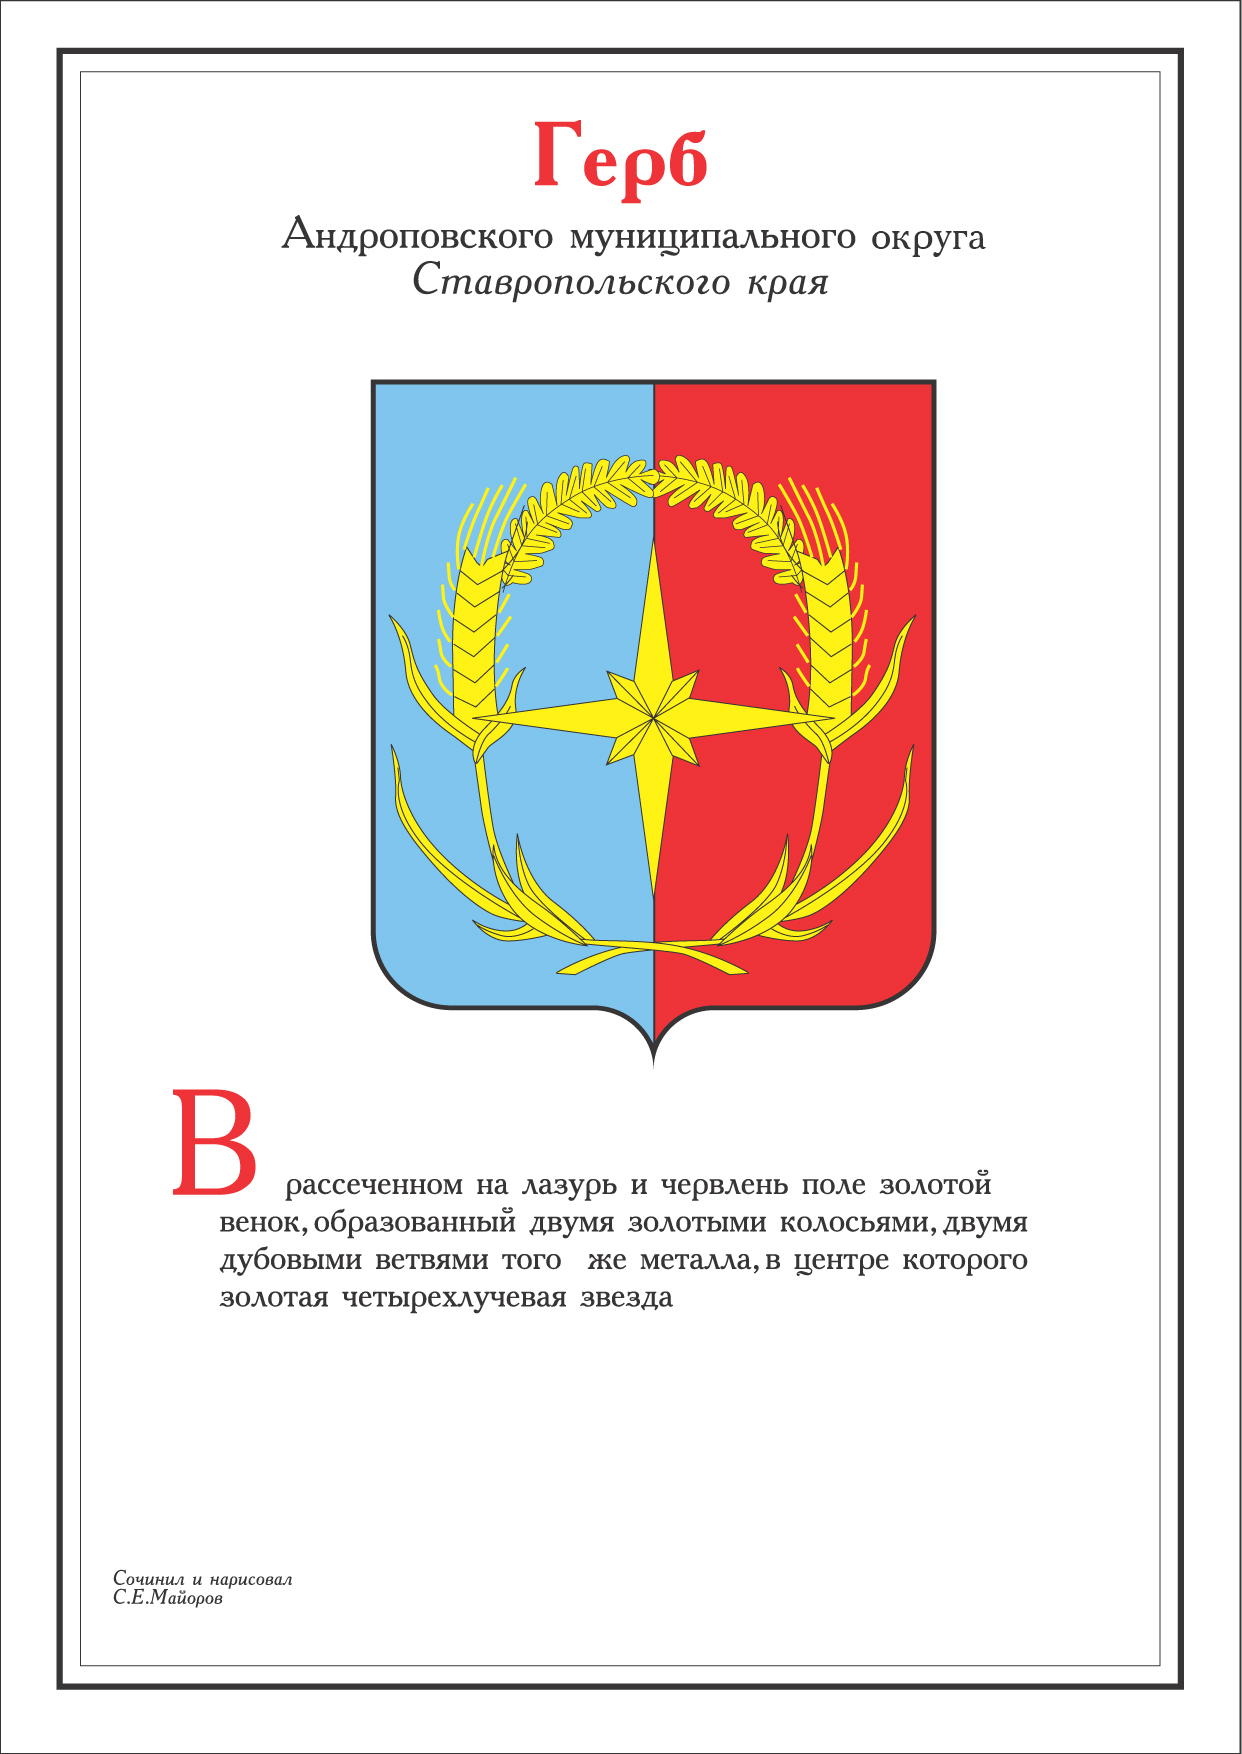 Герб
Андроповского муниципального округа
Ставропольского края
В рассеченном на лазурь и червлень поле золотой
венок, образованный двумя золотыми колосьями, двумя
дубовыми ветвями того же металла, в центре которого
золотая четырехлучевая звезда
Сочинил и нарисовал
С.Е.Майоров